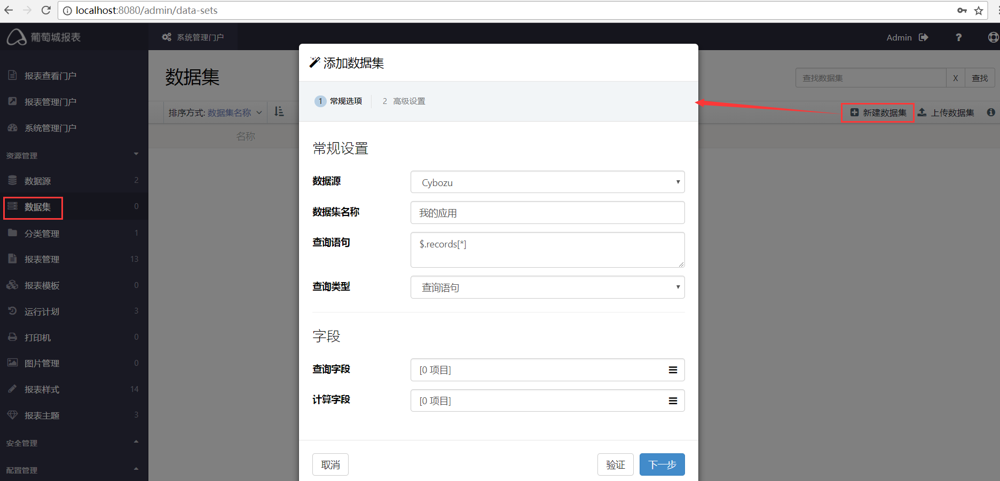 localhost:8080/admin/data-sets
葡萄城报表
系统管理门户
Admin
?
报表查看门户
报表管理门户
系统管理门户
资源管理
数据源 2
数据集 0
分类管理 1
报表管理 13
报表模板 0
运行计划 3
打印机 0
图片管理 0
报表样式 14
报表主题 3
安全管理
配置管理
数据集
查找数据集 X 查找
排序方式: 数据集名称
新建数据集 上传数据集
名称
添加数据集
1 常规选项 2 高级设置
常规设置
数据源 Cybozu
数据集名称 我的应用
查询语句 $.records[*]
查询类型 查询语句
字段
查询字段 [0 项目]
计算字段 [0 项目]
取消 验证 下一步